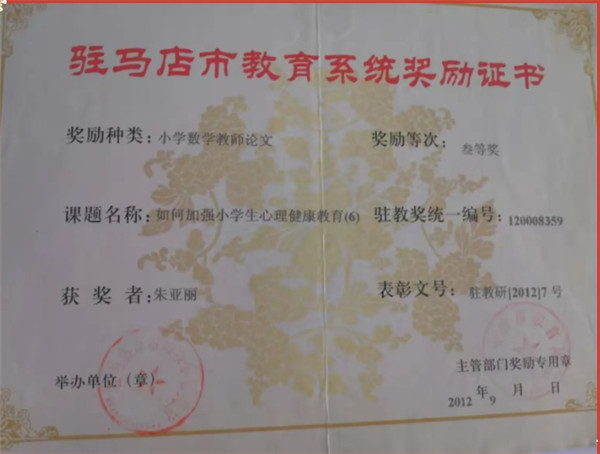 驻马店市教育系统奖励证书
奖励种类：小学数学教师论文 奖励等次：叁等奖
课题名称：如何加强小学生心理健康教育(6) 驻教奖统一编号：120008359
获奖者：朱亚丽 表彰文号：驻教研[2012]7号
主管部门奖励专用章
举办单位（章）
2012年9月 日